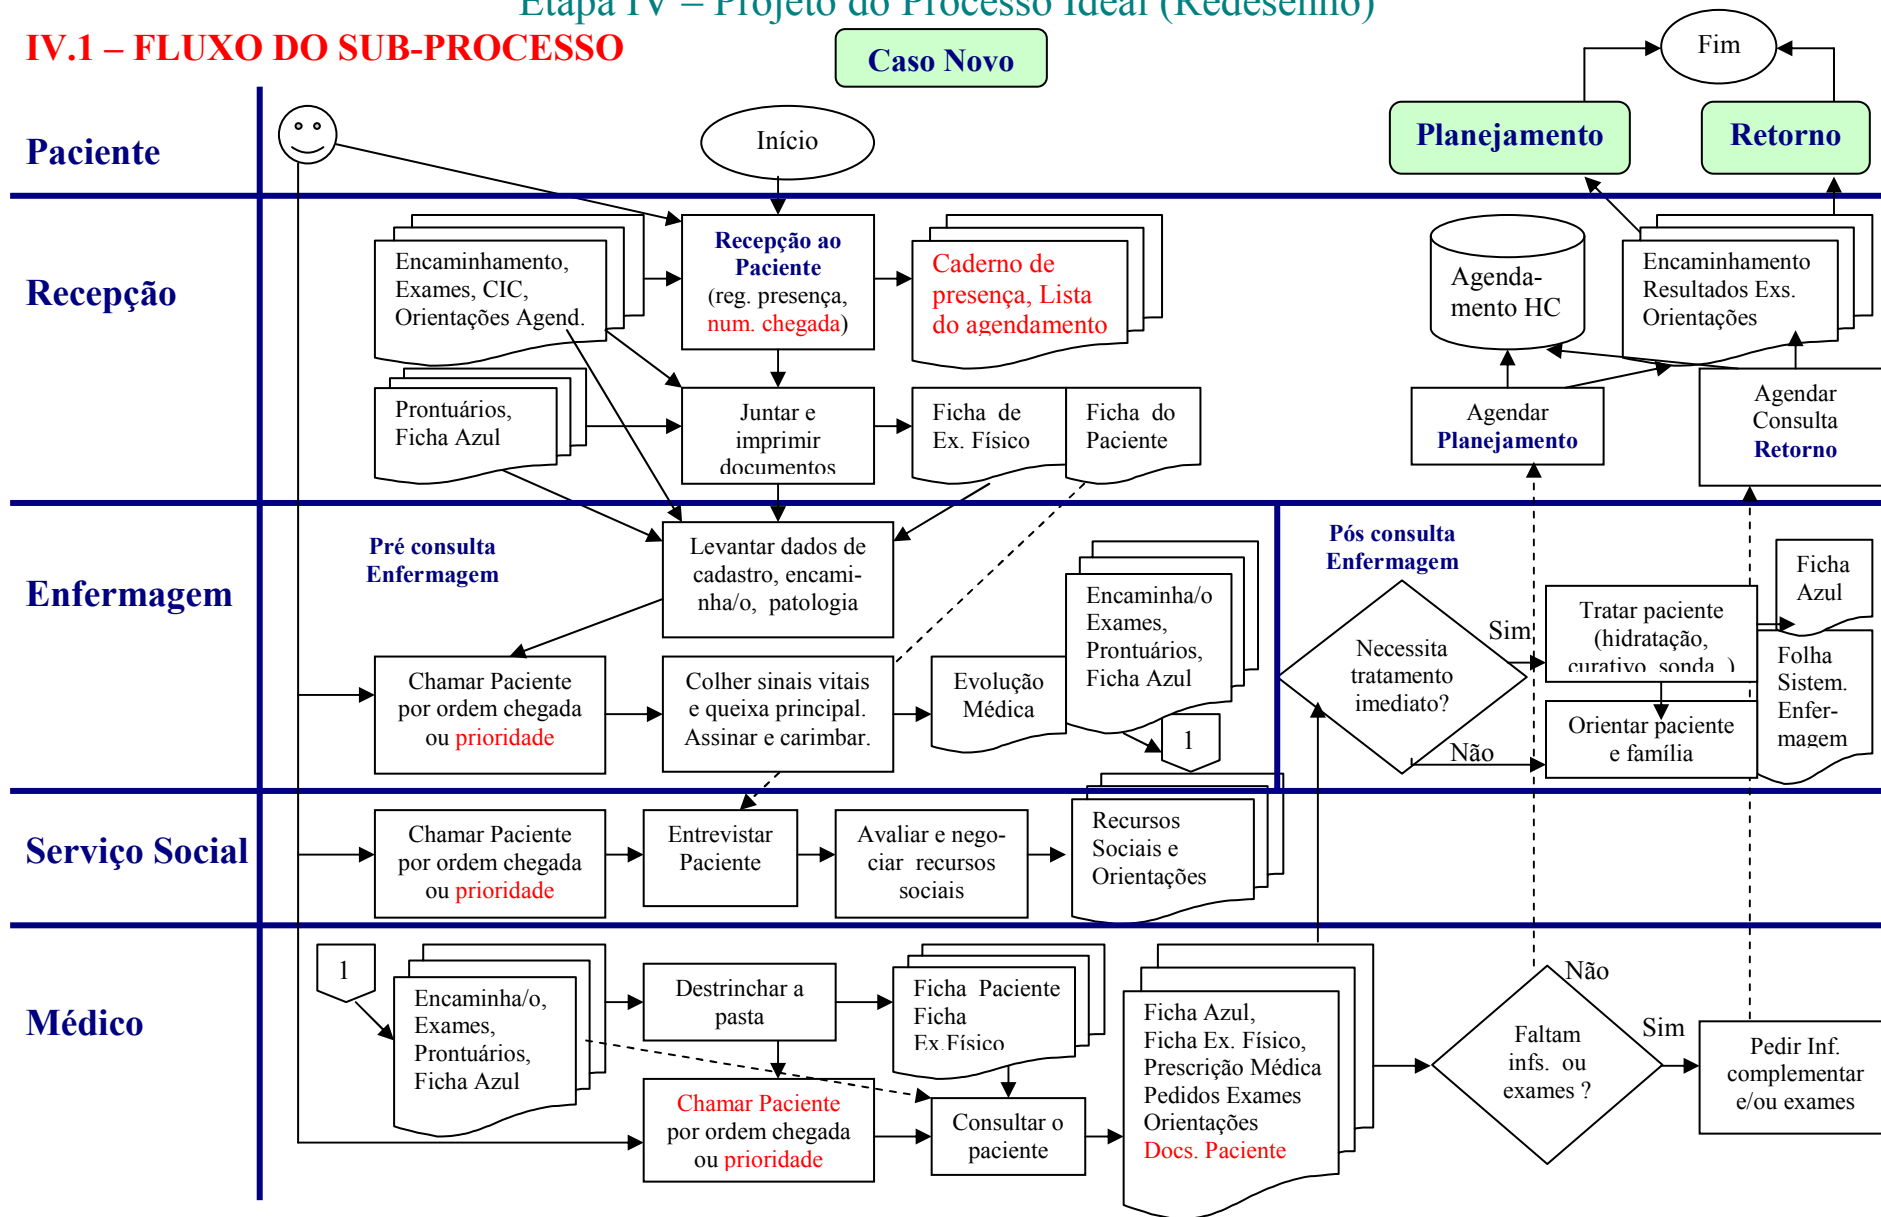 Etapa IV – Projeto do Processo Ideal (Redesenho)
IV.1 – FLUXO DO SUB-PROCESSO
Caso Novo
Fim
Paciente
Início
Planejamento
Retorno
Recepção
Encaminhamento,
Exames, CIC,
Orientações Agend.
Recepção ao
Paciente
(reg. presença,
num. chegada)
Caderno de
presença, Lista
do agendamento
Agenda-
mento HC
Encaminhamento
Resultados Exs.
Orientações
Prontuários,
Ficha Azul
Juntar e
imprimir
documentos
Ficha de
Ex. Físico
Ficha do
Paciente
Agendar
Planejamento
Agendar
Consulta
Retorno
Enfermagem
Pré consulta
Enfermagem
Levantar dados de
cadastro, encami-
nha/o, patologia
Encaminha/o
Exames,
Prontuários,
Ficha Azul
Pós consulta
Enfermagem
Necessita
tratamento
imediato?
Sim
Não
Tratar paciente
(hidratação,
curativo, sonda..)
Ficha
Azul
Orientar paciente
e família
Folha
Sistem.
Enfer-
magem
Chamar Paciente
por ordem chegada
ou prioridade
Colher sinais vitais
e queixa principal.
Assinar e carimbar.
Evolução
Médica
1
Serviço Social
Chamar Paciente
por ordem chegada
ou prioridade
Entrevistar
Paciente
Avaliar e nego-
ciar recursos
sociais
Recursos
Sociais e
Orientações
Médico
1
Encaminha/o,
Exames,
Prontuários,
Ficha Azul
Destrinchar a
pasta
Ficha Paciente
Ficha
Ex.Físico
Chamar Paciente
por ordem chegada
ou prioridade
Consultar o
paciente
Ficha Azul,
Ficha Ex. Físico,
Prescrição Médica
Pedidos Exames
Orientações
Docs. Paciente
Faltam
infs. ou
exames ?
Não
Sim
Pedir Inf.
complementar
e/ou exames